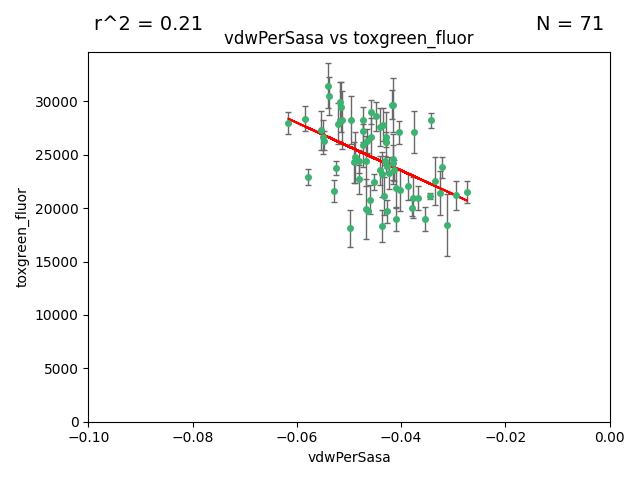 r^2 = 0.21
N = 71
vdwPerSasa vs toxgreen_fluor
30000
25000
20000
15000
10000
5000
0
toxgreen_fluor
−0.10
−0.08
−0.06
−0.04
−0.02
0.00
vdwPerSasa